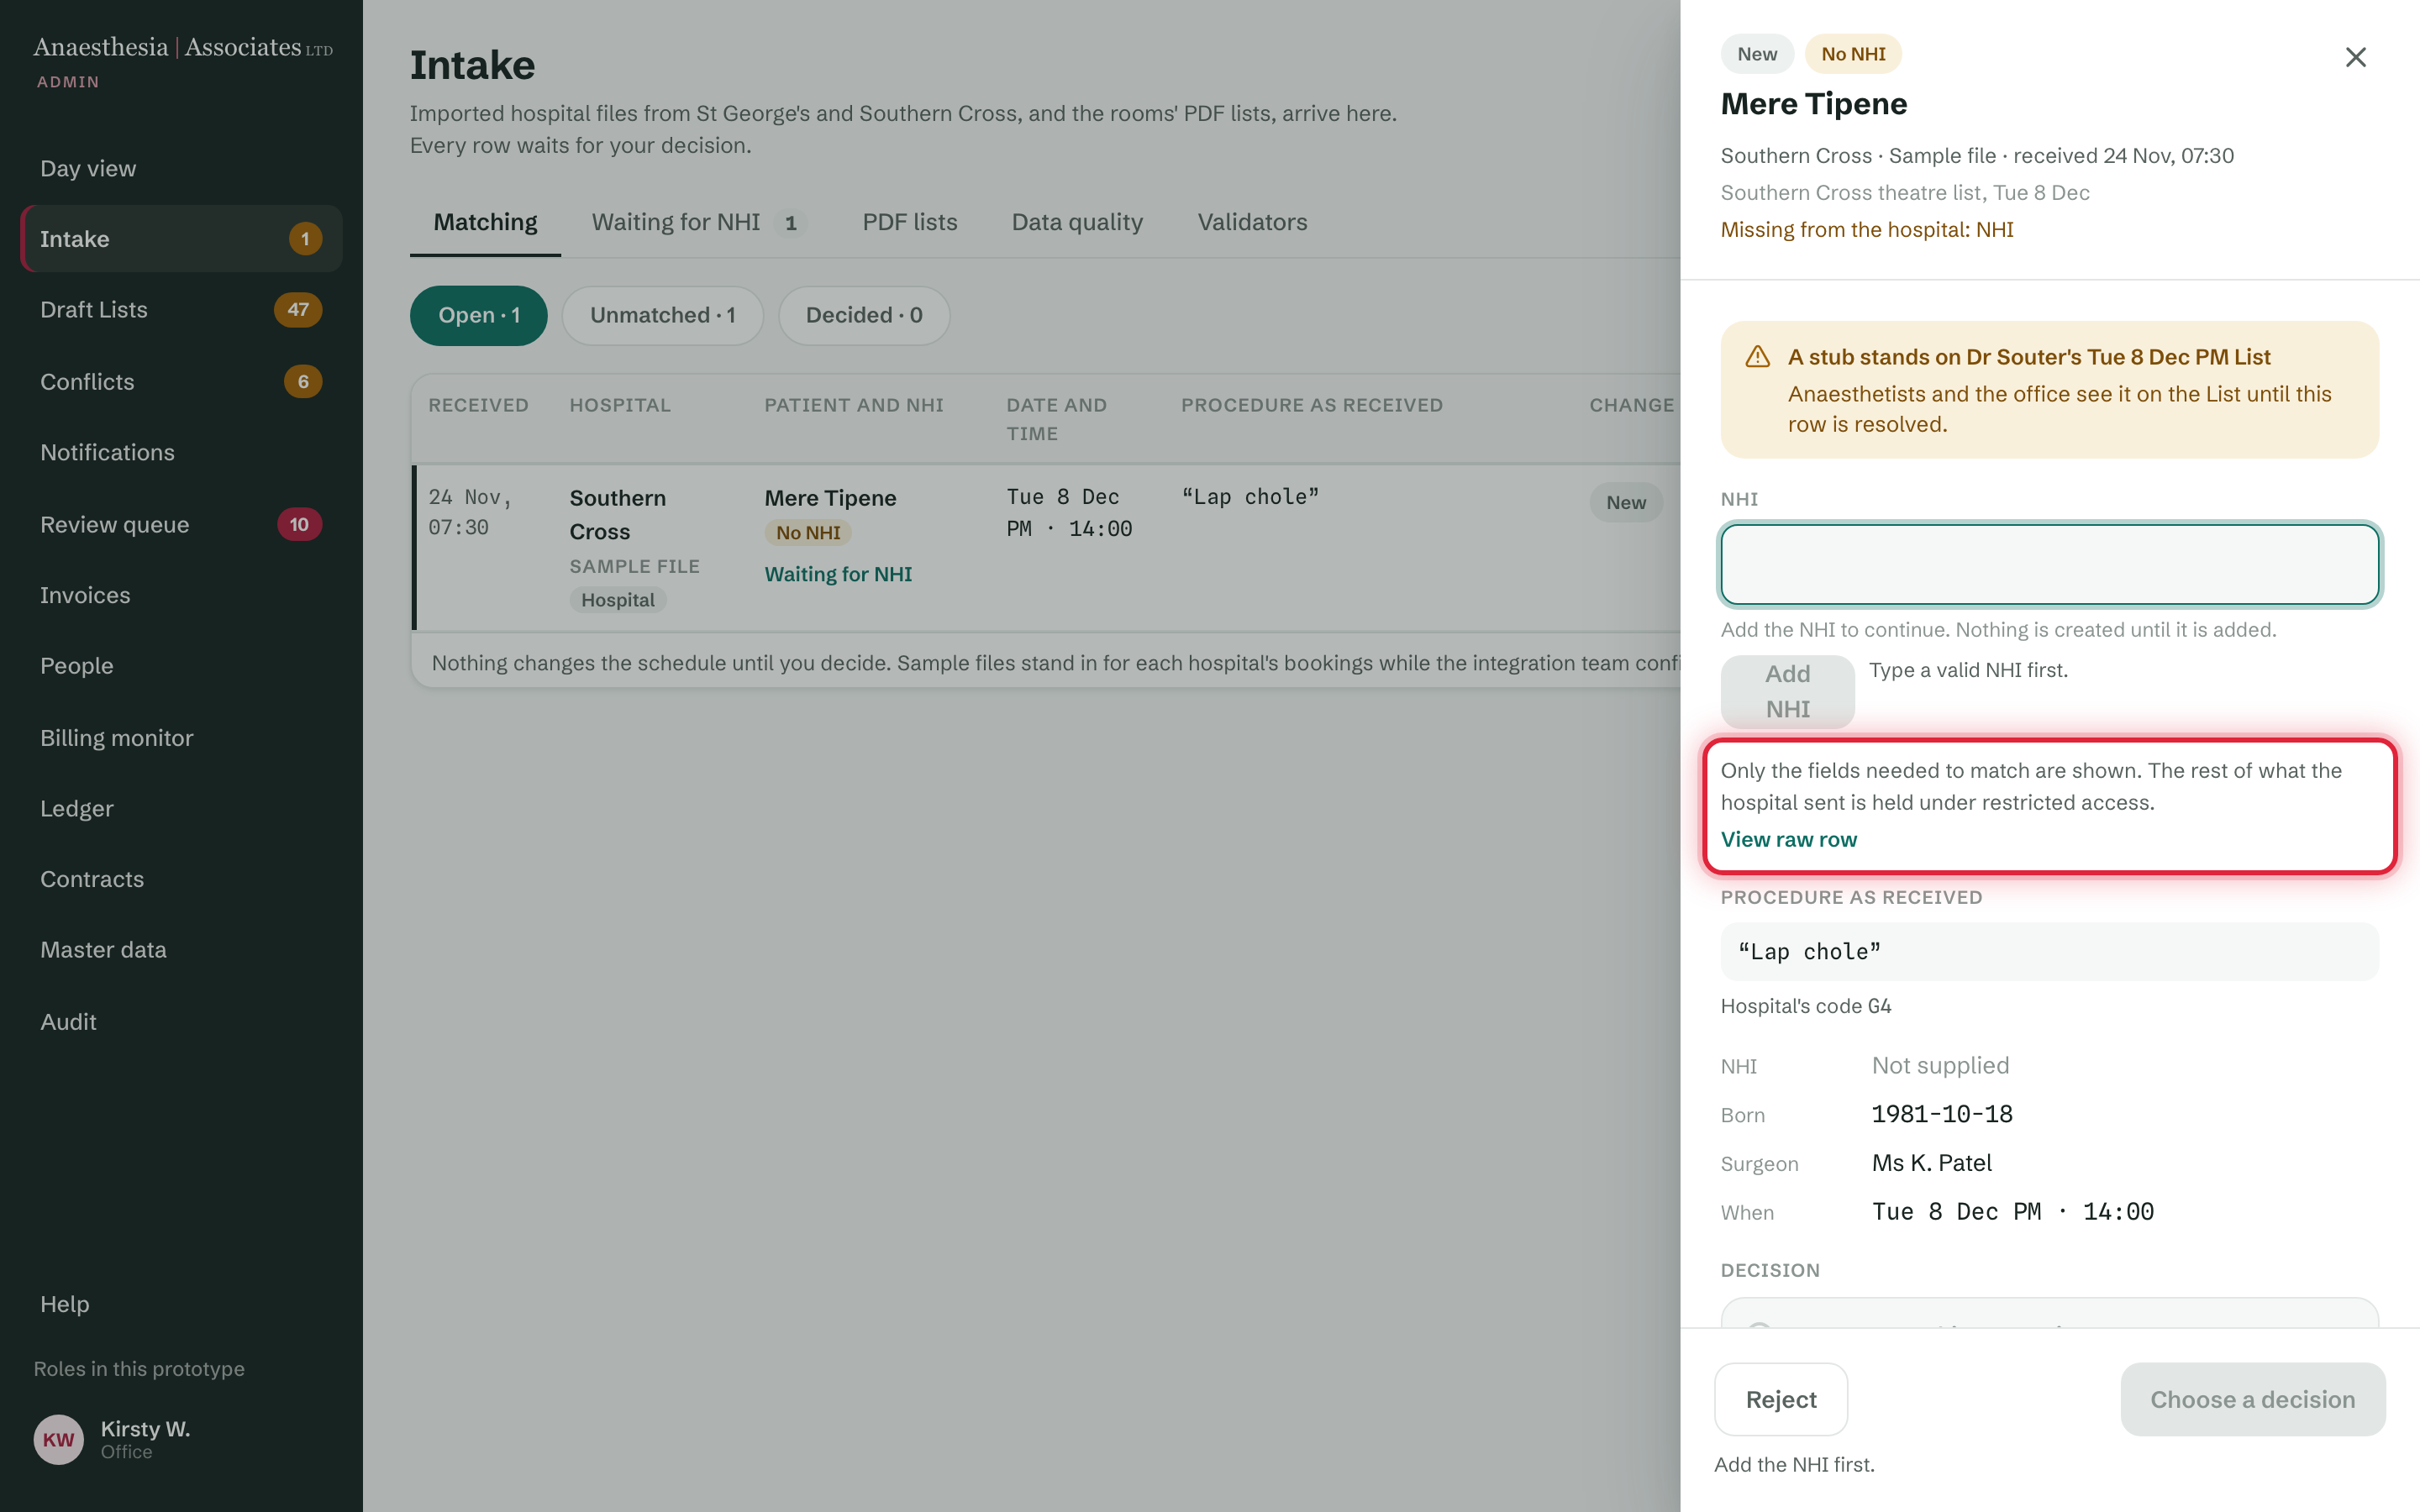 Anaesthesia | Associates LTD
ADMIN
Day view
Intake 1
Draft Lists 47
Conflicts 6
Notifications
Review queue 10
Invoices
People
Billing monitor
Ledger
Contracts
Master data
Audit
Help
Roles in this prototype
KW
Kirsty W.
Office
Intake
Imported hospital files from St George's and Southern Cross, and the rooms' PDF lists, arrive here.
Every row waits for your decision.
Matching
Waiting for NHI 1
PDF lists
Data quality
Validators
Open · 1
Unmatched · 1
Decided · 0
RECEIVED
HOSPITAL
PATIENT AND NHI
DATE AND
TIME
PROCEDURE AS RECEIVED
CHANGE
24 Nov,
07:30
Southern
Cross
SAMPLE FILE
Hospital
Mere Tipene
No NHI
Waiting for NHI
Tue 8 Dec
PM · 14:00
“Lap chole”
New
Nothing changes the schedule until you decide. Sample files stand in for each hospital's bookings while the integration team
New
No NHI
Mere Tipene
Southern Cross · Sample file · received 24 Nov, 07:30
Southern Cross theatre list, Tue 8 Dec
Missing from the hospital: NHI
A stub stands on Dr Souter's Tue 8 Dec PM List
Anaesthetists and the office see it on the List until this
row is resolved.
NHI
Add the NHI to continue. Nothing is created until it is added.
Add
NHI
Type a valid NHI first.
Only the fields needed to match are shown. The rest of what the
hospital sent is held under restricted access.
View raw row
PROCEDURE AS RECEIVED
“Lap chole”
Hospital's code G4
NHI Not supplied
Born 1981-10-18
Surgeon Ms K. Patel
When Tue 8 Dec PM · 14:00
DECISION
Reject
Choose a decision
Add the NHI first.